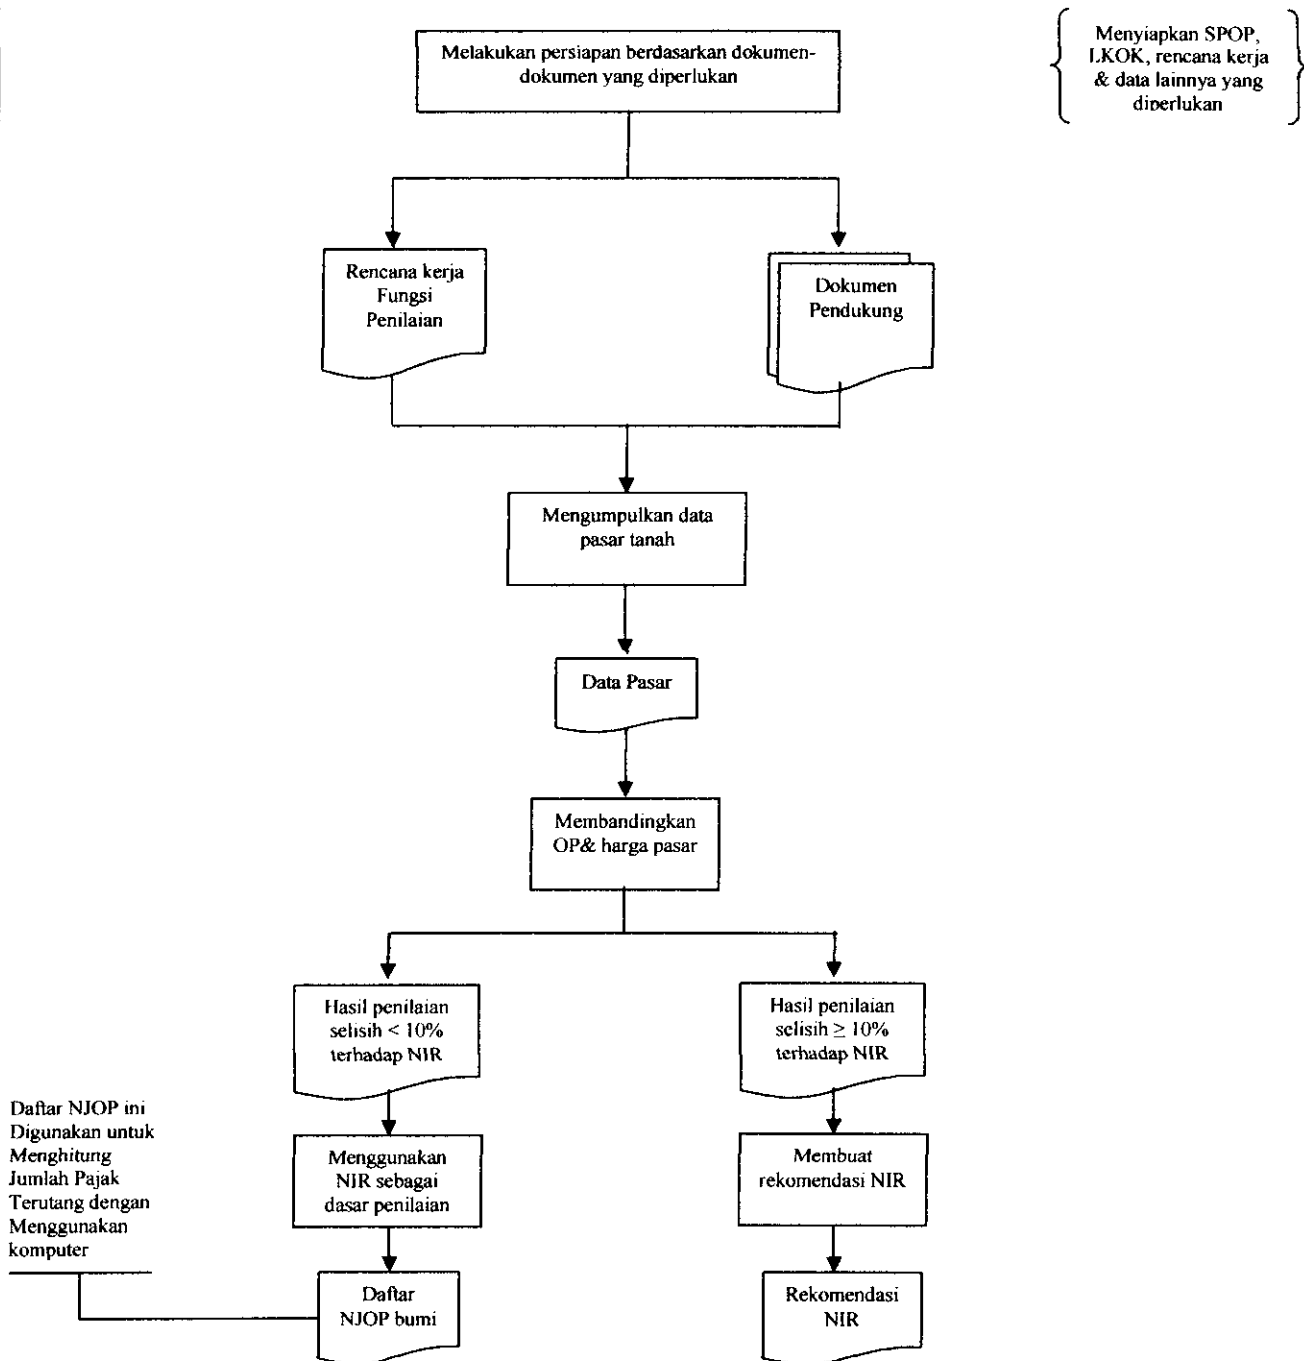 Melakukan persiapan berdasarkan dokumen-
dokumen yang diperlukan
Menyiapkan SPOP,
LKOK, rencana kerja
& data lainnya yang
diperlukan
Rencana kerja
Fungsi
Penilaian
Dokumen
Pendukung
Mengumpulkan data
pasar tanah
Data Pasar
Membandingkan
OP& harga pasar
Hasil penilaian
selisih < 10%
terhadap NIR
Hasil penilaian
selisih ≥ 10%
terhadap NIR
Daftar NJOP ini
Digunakan untuk
Menghitung
Jumlah Pajak
Terutang dengan
Menggunakan
komputer
Menggunakan
NIR sebagai
dasar penilaian
Membuat
rekomendasi NIR
Daftar
NJOP bumi
Rekomendasi
NIR